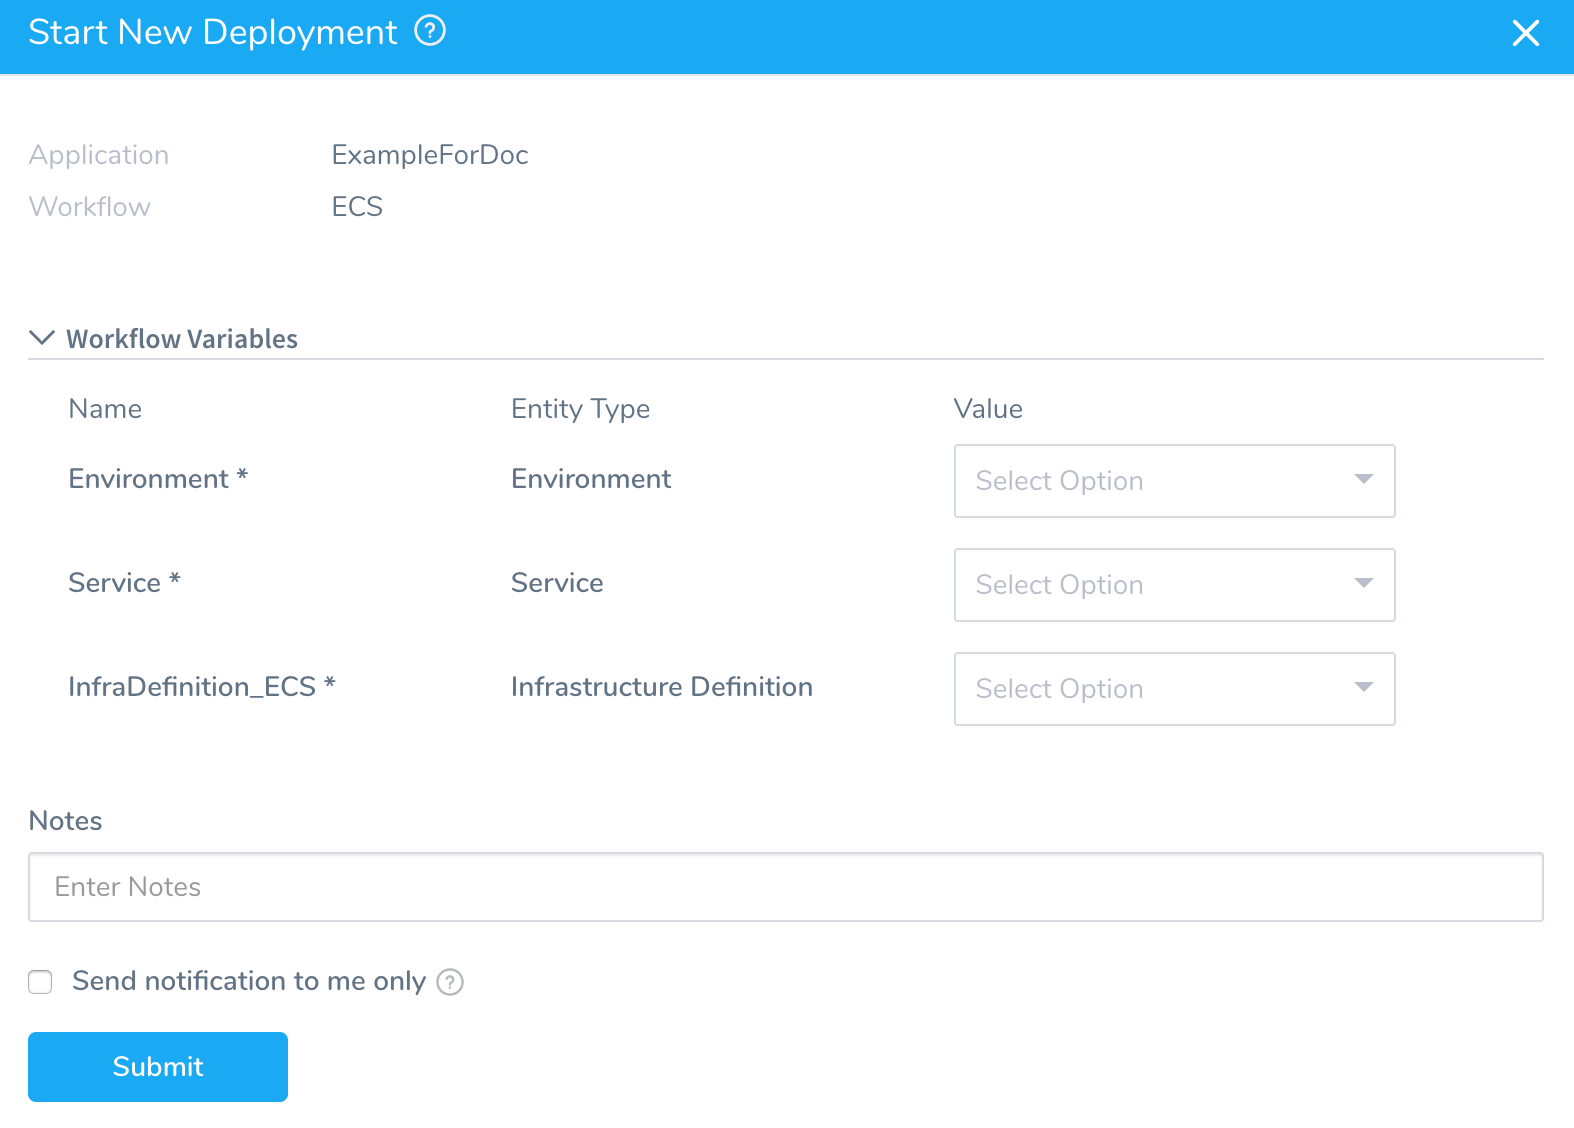 Start New Deployment ?
Application ExampleForDoc
Workflow ECS
Workflow Variables
Name Entity Type Value
Environment * Environment Select Option
Service * Service Select Option
InfraDefinition_ECS * Infrastructure Definition Select Option
Notes
Enter Notes
Send notification to me only ?
Submit